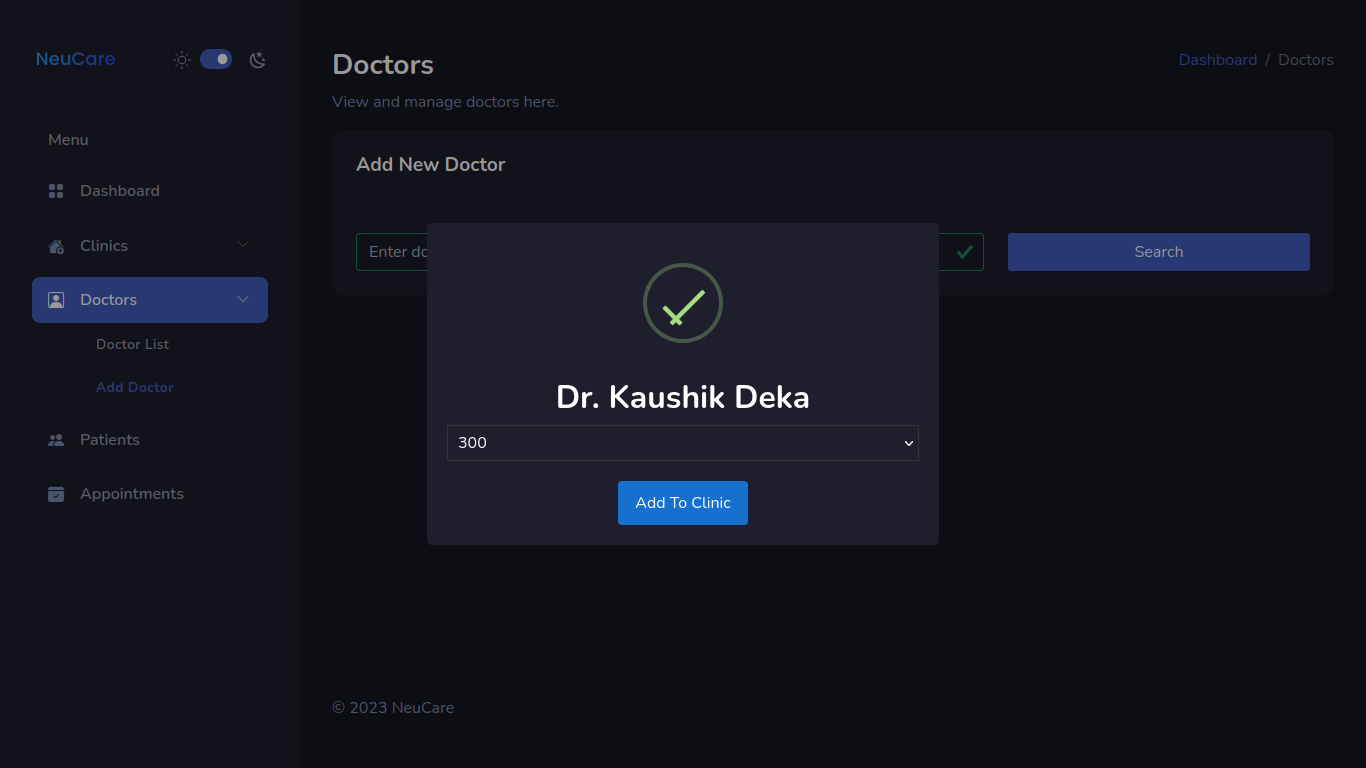 NeuCare
Menu
Dashboard
Clinics
Doctors
Doctor List
Add Doctor
Patients
Appointments
Doctors
View and manage doctors here.
Dashboard / Doctors
Add New Doctor
Enter do
Search
Dr. Kaushik Deka
300
Add To Clinic
© 2023 NeuCare